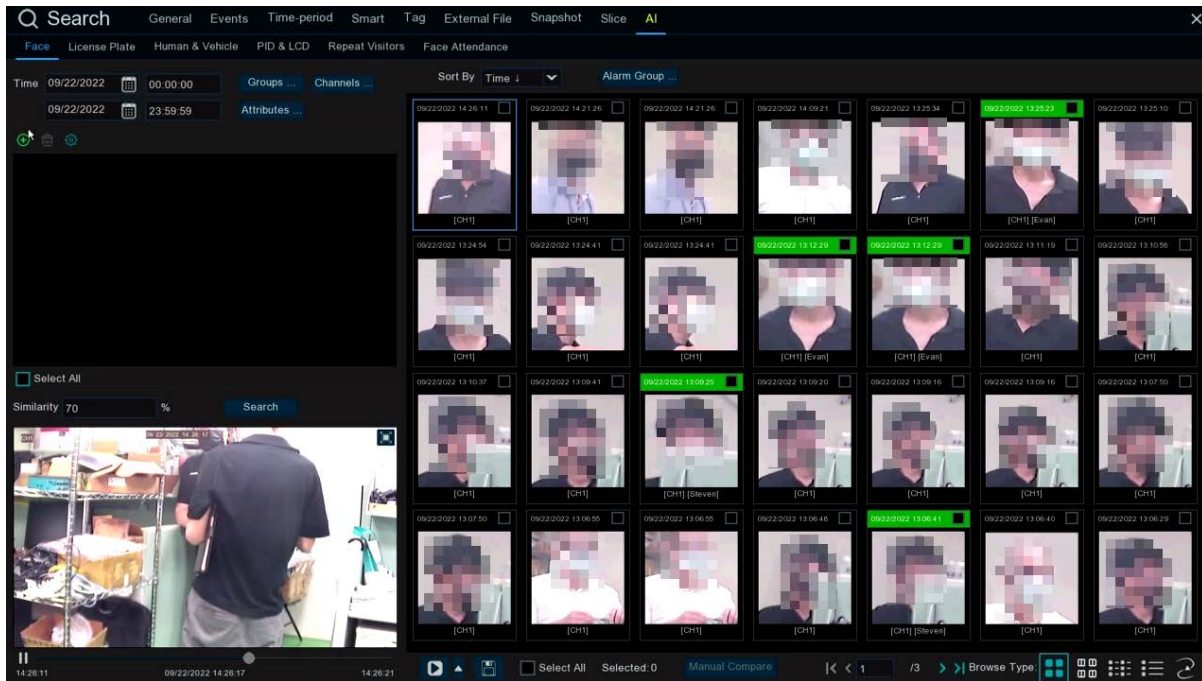 Search General Events Time-period Smart Tag External File Snapshot Slice AI
Face License Plate Human & Vehicle PID & LCD Repeat Visitors Face Attendance
Time 09/22/2022 00:00:00 Groups ... Channels ...
09/22/2022 23:59:59 Attributes ...
Sort By Time ↓ Alarm Group ...
09/22/2022 14:26:11 09/22/2022 14:21:26 09/22/2022 14:21:26 09/22/2022 14:09:21 09/22/2022 13:25:34 09/22/2022 13:25:23 09/22/2022 13:25:10
[CH1] [CH1] [CH1] [CH1] [CH1] [CH1] [Evan] [CH1]
09/22/2022 13:24:54 09/22/2022 13:24:41 09/22/2022 13:24:41 09/22/2022 13:12:29 09/22/2022 13:12:29 09/22/2022 13:11:19 09/22/2022 13:10:56
[CH1] [CH1] [CH1] [CH1] [Evan] [CH1] [Evan] [CH1] [CH1]
09/22/2022 13:10:37 09/22/2022 13:09:41 09/22/2022 13:09:25 09/22/2022 13:09:20 09/22/2022 13:09:16 09/22/2022 13:09:16 09/22/2022 13:07:50
[CH1] [CH1] [CH1] [Steven] [CH1] [CH1] [CH1] [CH1]
09/22/2022 13:07:50 09/22/2022 13:06:55 09/22/2022 13:06:55 09/22/2022 13:06:48 09/22/2022 13:06:41 09/22/2022 13:06:40 09/22/2022 13:06:29
[CH1] [CH1] [CH1] [CH1] [CH1] [Steven] [CH1] [CH1]
Select All
Similarity 70 % Search
CH1 09/22/2022 14:26:17
14:26:11 09/22/2022 14:26:17 14:26:21
Select All Selected:0 Manual Compare 1 /3 Browse Type: